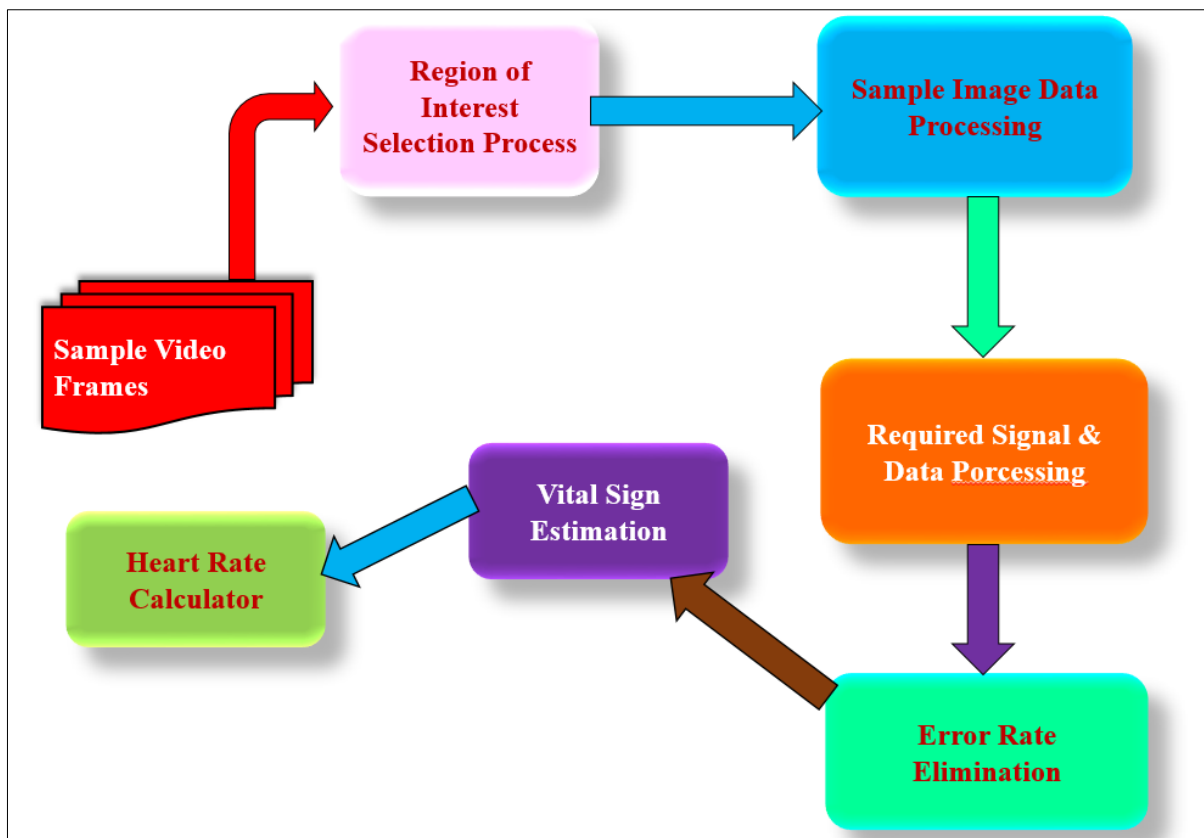 Region of
Interest
Selection Process
Sample Image Data
Processing
Sample Video
Frames
Required Signal &
Data Porcessing
Vital Sign
Estimation
Heart Rate
Calculator
Error Rate
Elimination